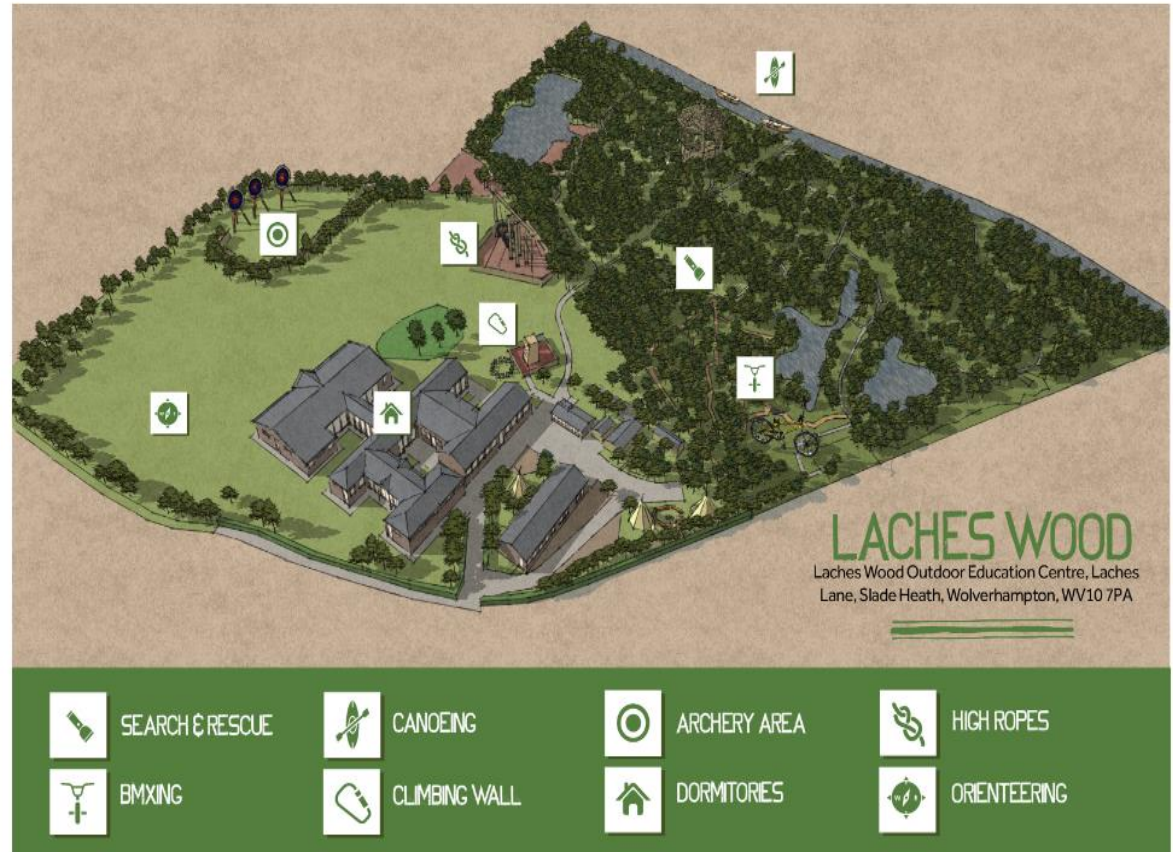 LACHES WOOD
Laches Wood Outdoor Education Centre, Laches
Lane, Slade Heath, Wolverhampton, WV10 7PA
SEARCH & RESCUE
CANOEING
ARCHERY AREA
HIGH ROPES
BMXING
CLIMBING WALL
DORMITORIES
ORIENTEERING